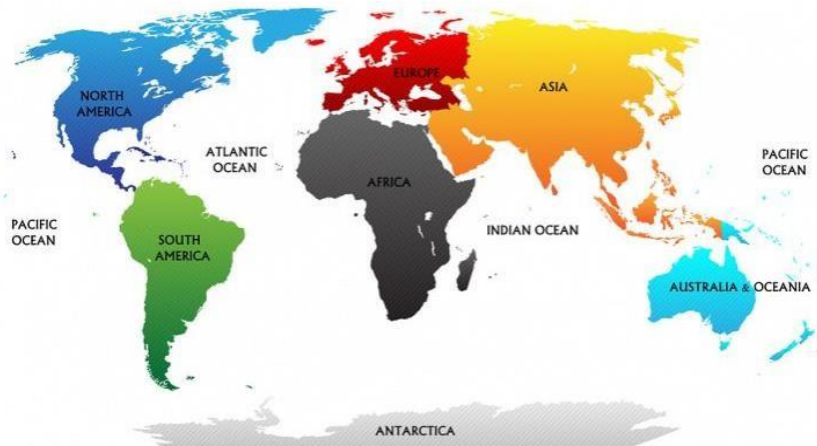 NORTH
AMERICA
EUROPE
ASIA
ATLANTIC
OCEAN
PACIFIC
OCEAN
AFRICA
PACIFIC
OCEAN
SOUTH
AMERICA
INDIAN OCEAN
AUSTRALIA & OCEANIA
ANTARCTICA